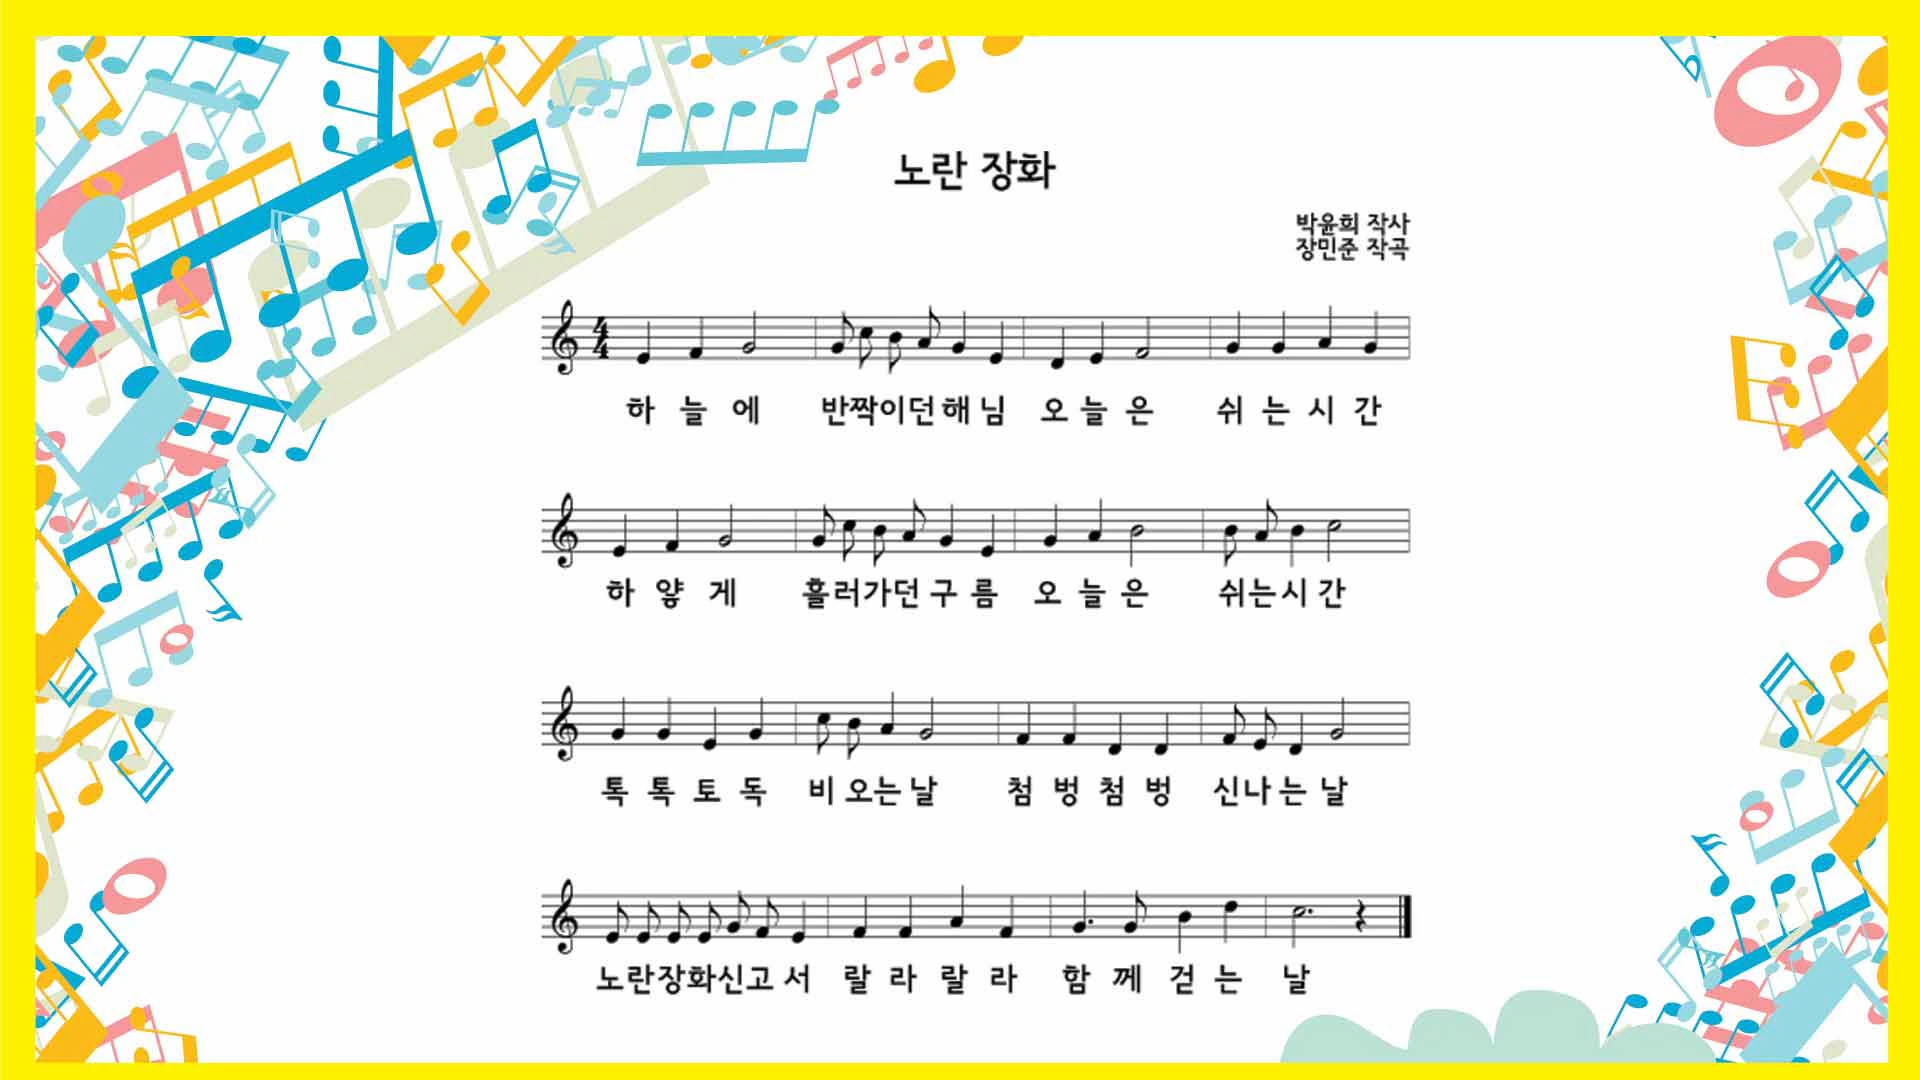 노란 장화
박윤희 작사
장민준 작곡
하 늘 에 반짝이던 해 님 오 늘 은 쉬 는 시 간
하 얗 게 흘러가던 구 름 오 늘 은 쉬는시 간
톡 톡 토 독 비 오는 날 첨 벙 첨 벙 신나 는 날
노란장화신고 서 랄 라 랄 라 함 께 걷 는 날